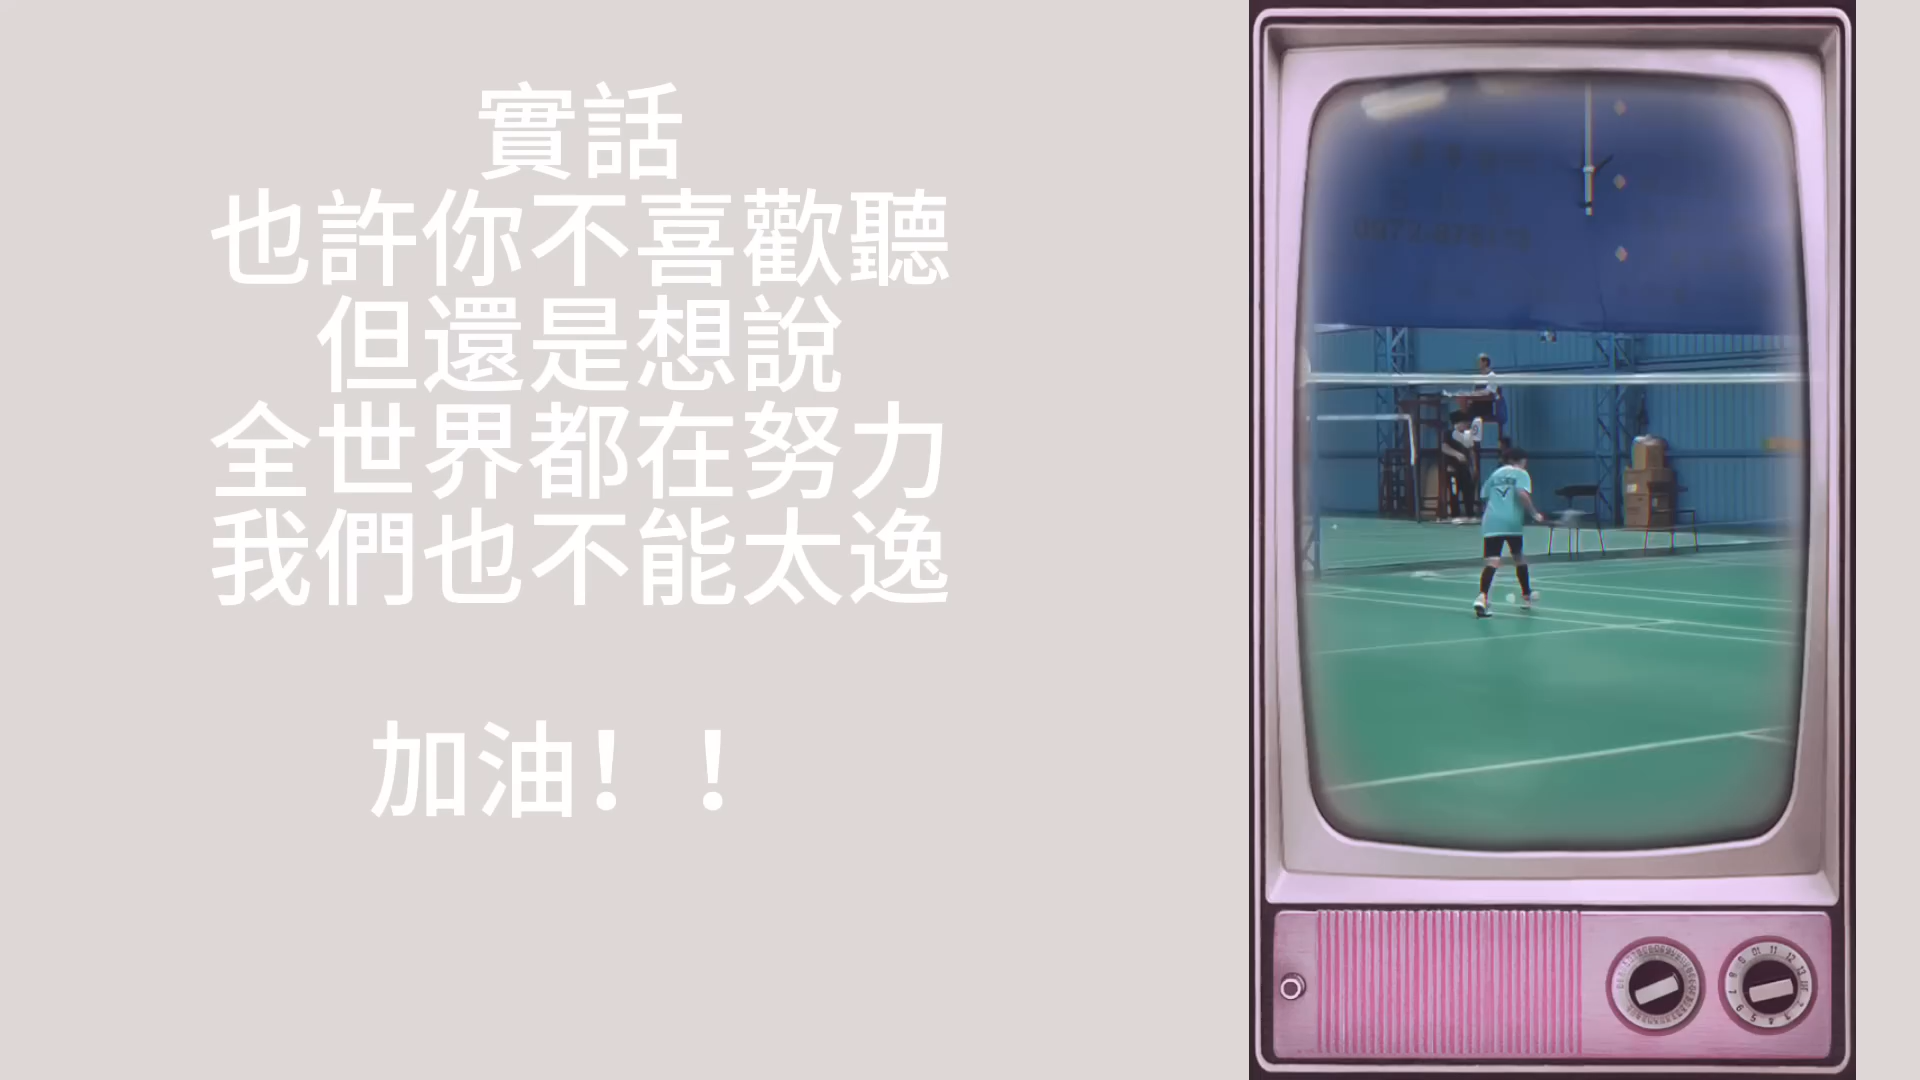 實話
也許你不喜歡聽
但還是想說
全世界都在努力
我們也不能太逸
加油！！